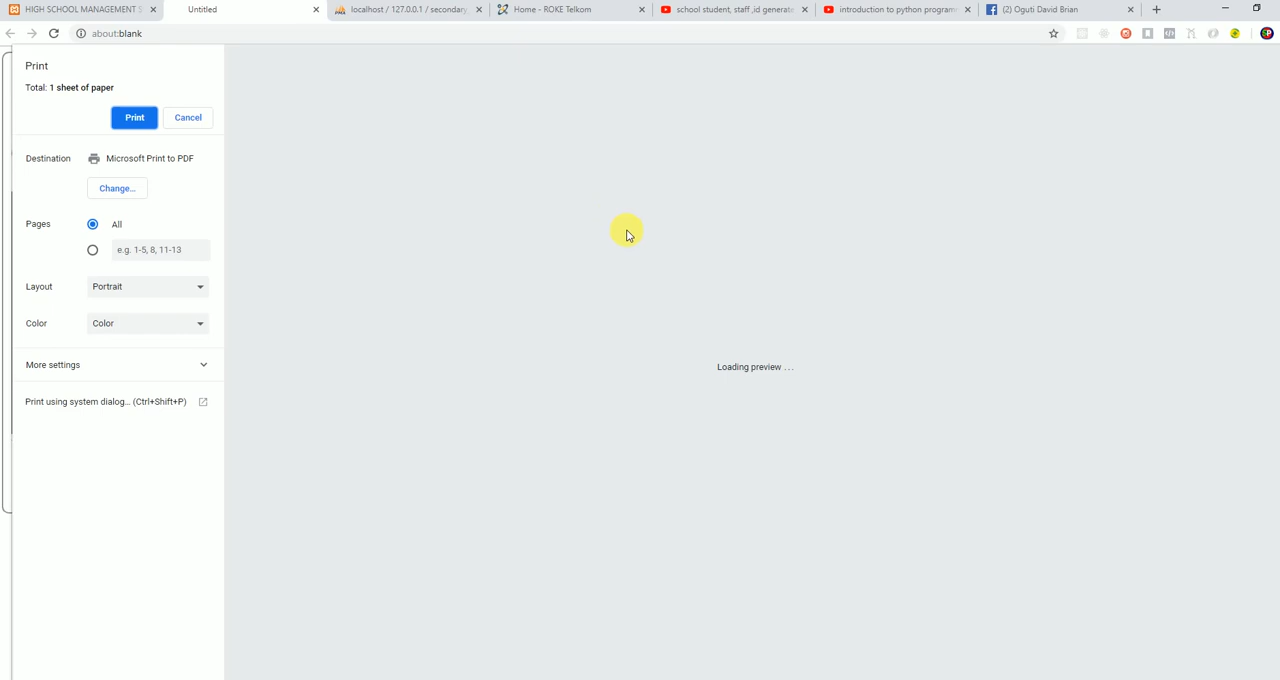 HIGH SCHOOL MANAGEMENT S
Untitled
localhost / 127.0.0.1 / secondary
Home - ROKE Telkom
school student, staff ,id generate
introduction to python program
(2) Oguti David Brian
about:blank
Print
Total: 1 sheet of paper
Print
Cancel
Destination
Microsoft Print to PDF
Change...
Pages
All
e.g. 1-5, 8, 11-13
Layout
Portrait
Color
Color
More settings
Print using system dialog... (Ctrl+Shift+P)
Loading preview ...